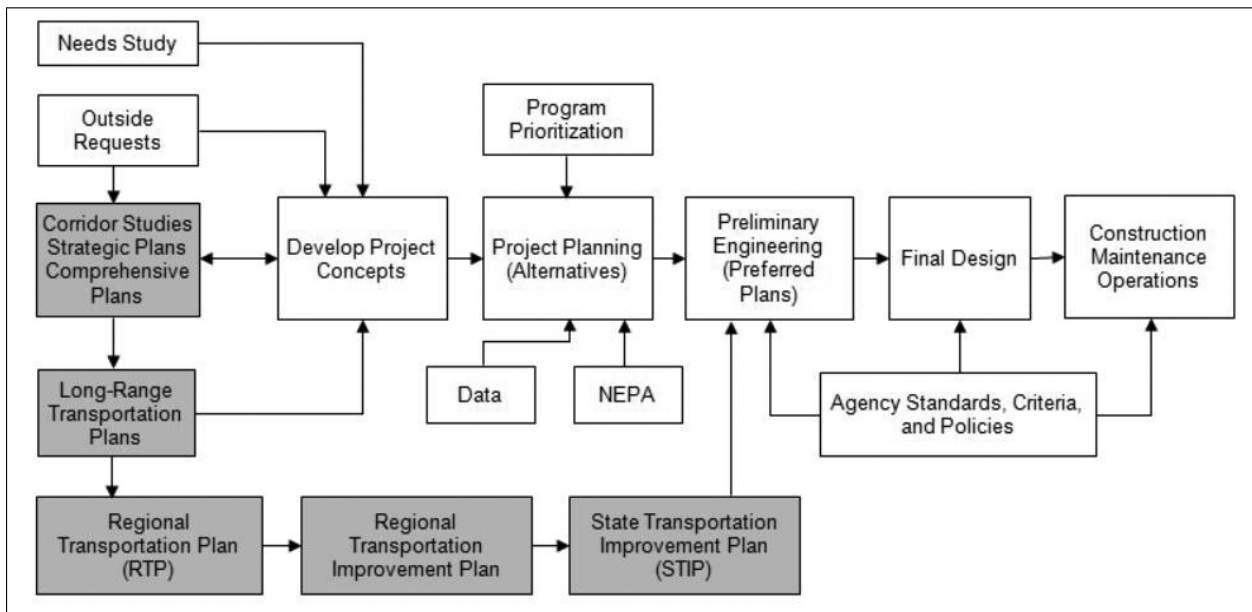 Needs Study
Outside
Requests
Program
Prioritization
Corridor Studies
Strategic Plans
Comprehensive
Plans
Develop Project
Concepts
Project Planning
(Alternatives)
Preliminary
Engineering
(Preferred
Plans)
Final Design
Construction
Maintenance
Operations
Long-Range
Transportation
Plans
Data
NEPA
Agency Standards, Criteria,
and Policies
Regional
Transportation Plan
(RTP)
Regional
Transportation
Improvement Plan
State Transportation
Improvement Plan
(STIP)